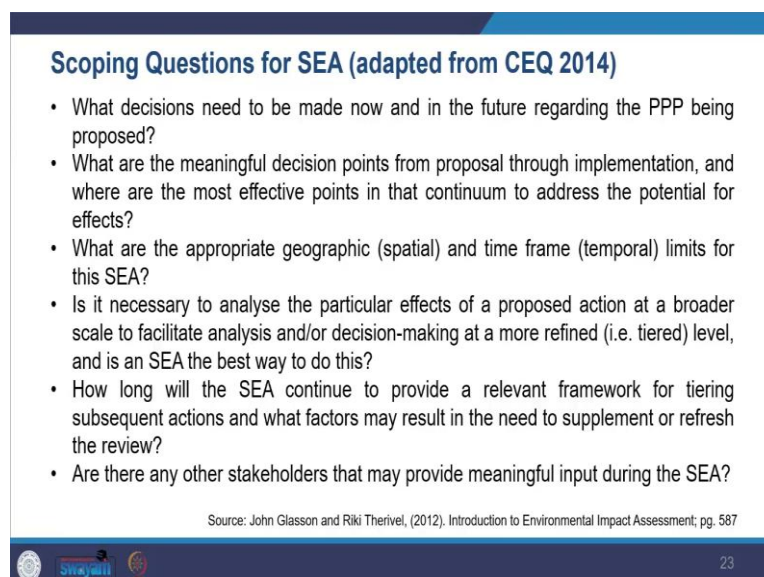 Scoping Questions for SEA (adapted from CEQ 2014)
• What decisions need to be made now and in the future regarding the PPP being
proposed?
• What are the meaningful decision points from proposal through implementation, and
where are the most effective points in that continuum to address the potential for
effects?
• What are the appropriate geographic (spatial) and time frame (temporal) limits for
this SEA?
• Is it necessary to analyse the particular effects of a proposed action at a broader
scale to facilitate analysis and/or decision-making at a more refined (i.e. tiered) level,
and is an SEA the best way to do this?
• How long will the SEA continue to provide a relevant framework for tiering
subsequent actions and what factors may result in the need to supplement or refresh
the review?
• Are there any other stakeholders that may provide meaningful input during the SEA?
Source: John Glasson and Riki Therivel, (2012). Introduction to Environmental Impact Assessment; pg. 587
swayam
23